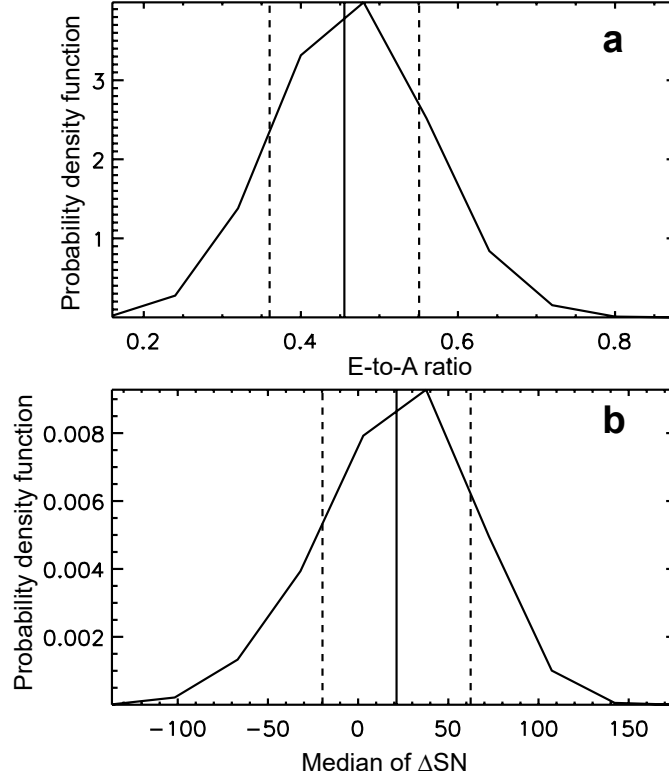 a
Probability density function
3
2
1
0.2 0.4 0.6 0.8
E-to-A ratio
b
Probability density function
0.008
0.006
0.004
0.002
−100 −50 0 50 100 150
Median of ΔSN